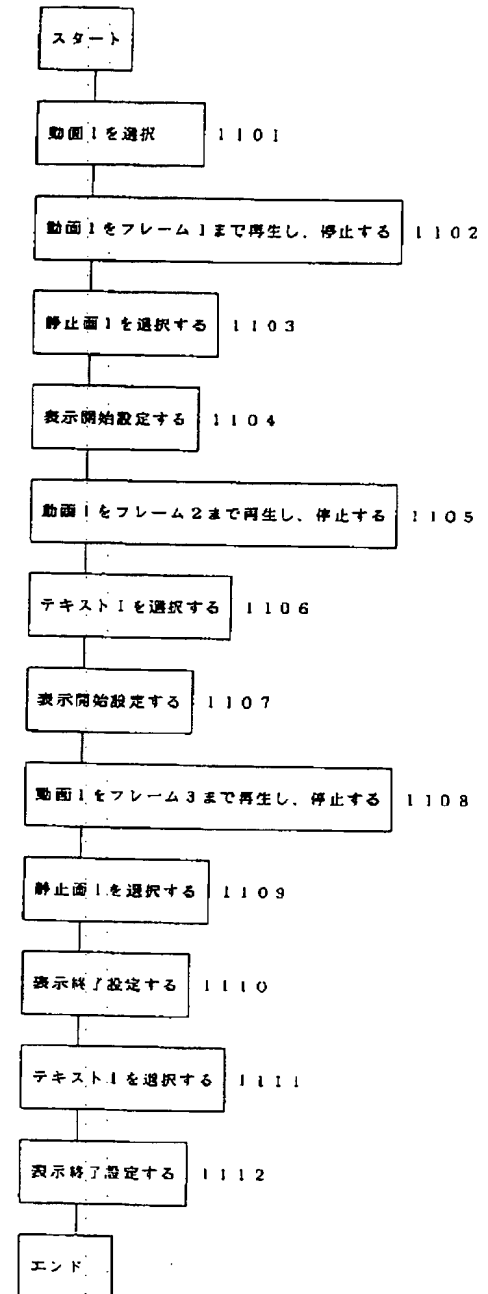 スタート
動画1を選択 1101
動画1をフレーム1まで再生し、停止する 1102
静止画1を選択する 1103
表示開始設定する 1104
動画1をフレーム2まで再生し、停止する 1105
テキスト1を選択する 1106
表示開始設定する 1107
動画1をフレーム3まで再生し、停止する 1108
静止画1を選択する 1109
表示終了設定する 1110
テキスト1を選択する 1111
表示終了設定する 1112
エンド